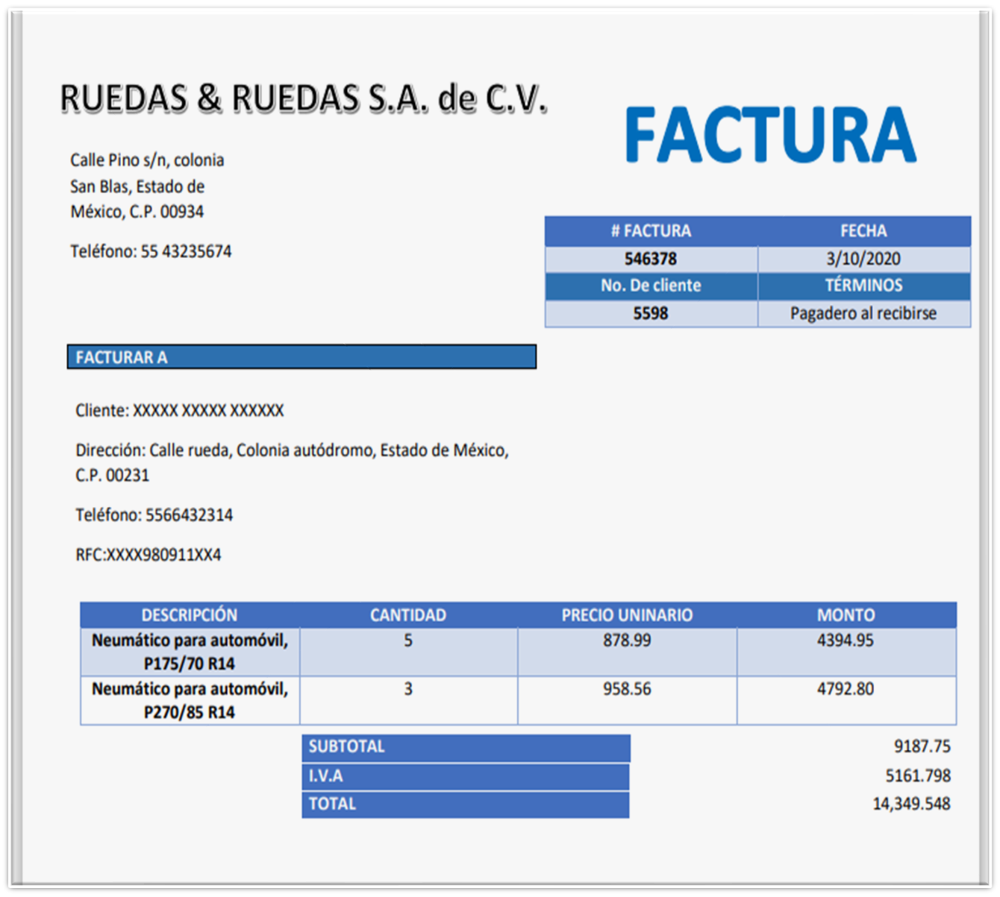 RUEDAS & RUEDAS S.A. de C.V.
FACTURA
Calle Pino s/n, colonia
San Blas, Estado de
México, C.P. 00934
Teléfono: 55 43235674
# FACTURA FECHA
546378 3/10/2020
No. De cliente TÉRMINOS
5598 Pagadero al recibirse
FACTURAR A
Cliente: XXXXX XXXXX XXXXXX
Dirección: Calle rueda, Colonia autódromo, Estado de México,
C.P. 00231
Teléfono: 5566432314
RFC:XXXX980911XX4
DESCRIPCIÓN CANTIDAD PRECIO UNINARIO MONTO
Neumático para automóvil, 5 878.99 4394.95
P175/70 R14
Neumático para automóvil, 3 958.56 4792.80
P270/85 R14
SUBTOTAL 9187.75
I.V.A 5161.798
TOTAL 14,349.548